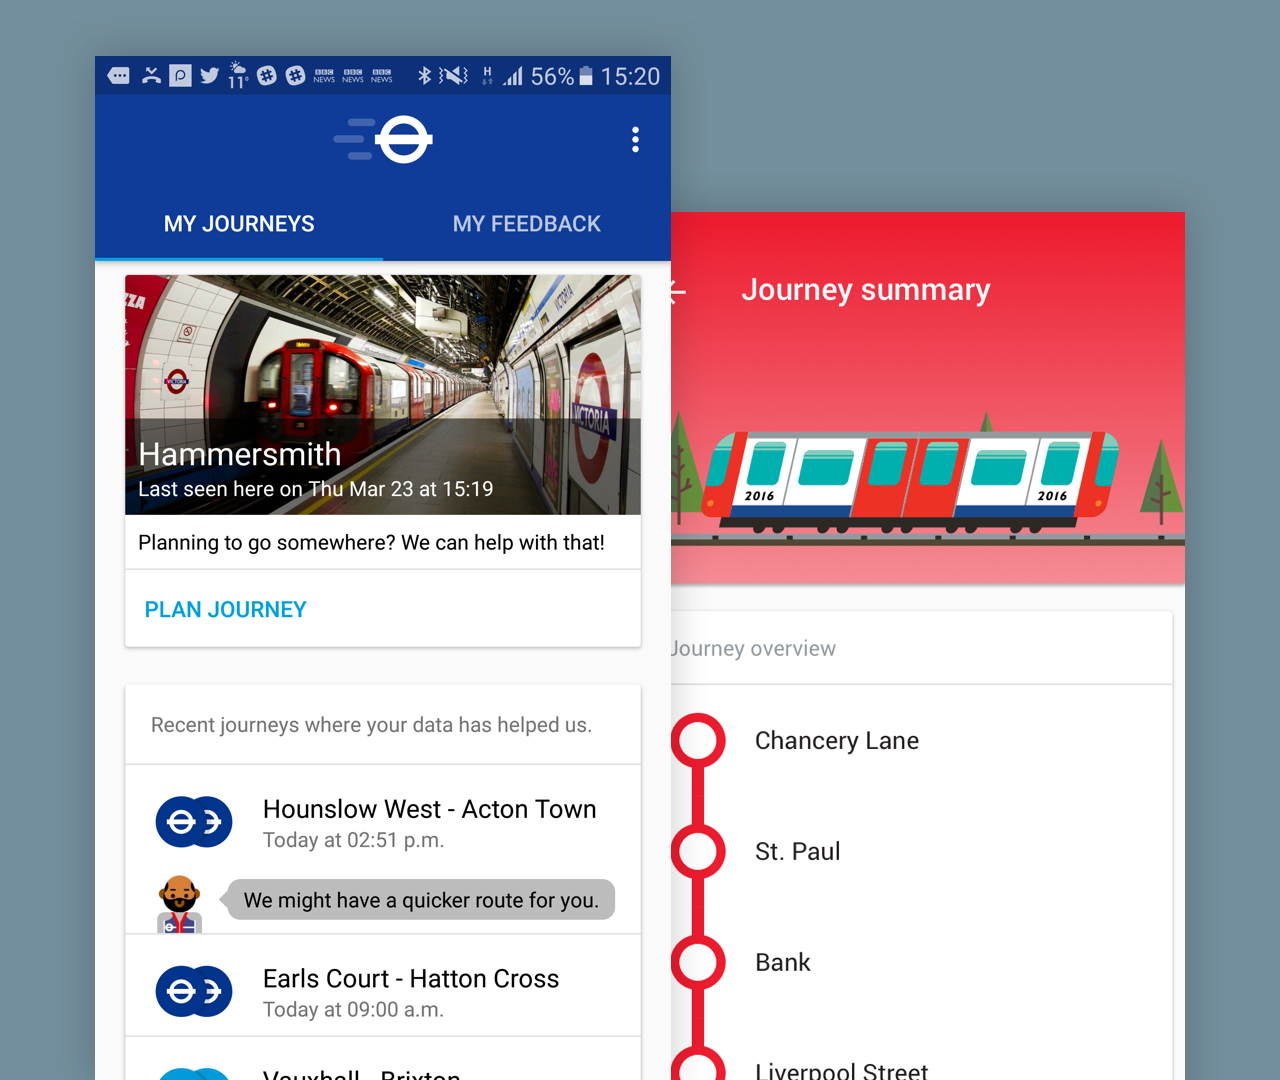 11°
BBC NEWS
BBC NEWS
BBC NEWS
H
56%
15:20
MY JOURNEYS
MY FEEDBACK
VICTORIA
VICTORIA
VICTORIA
Hammersmith
Last seen here on Thu Mar 23 at 15:19
Planning to go somewhere? We can help with that!
PLAN JOURNEY
Recent journeys where your data has helped us.
Hounslow West - Acton Town
Today at 02:51 p.m.
We might have a quicker route for you.
Earls Court - Hatton Cross
Today at 09:00 a.m.
Vauxhall - Brixton
Journey summary
2016
2016
Journey overview
Chancery Lane
St. Paul
Bank
Liverpool Street